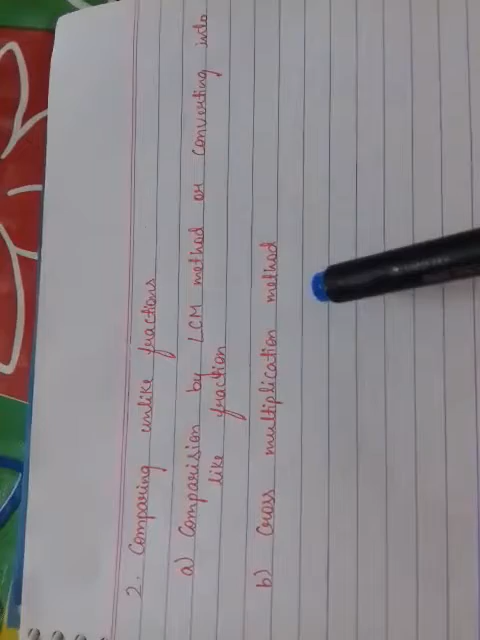 2. Comparing unlike fractions
a) Comparision by LCM method or converting into
like fraction
b) Cross multiplication method